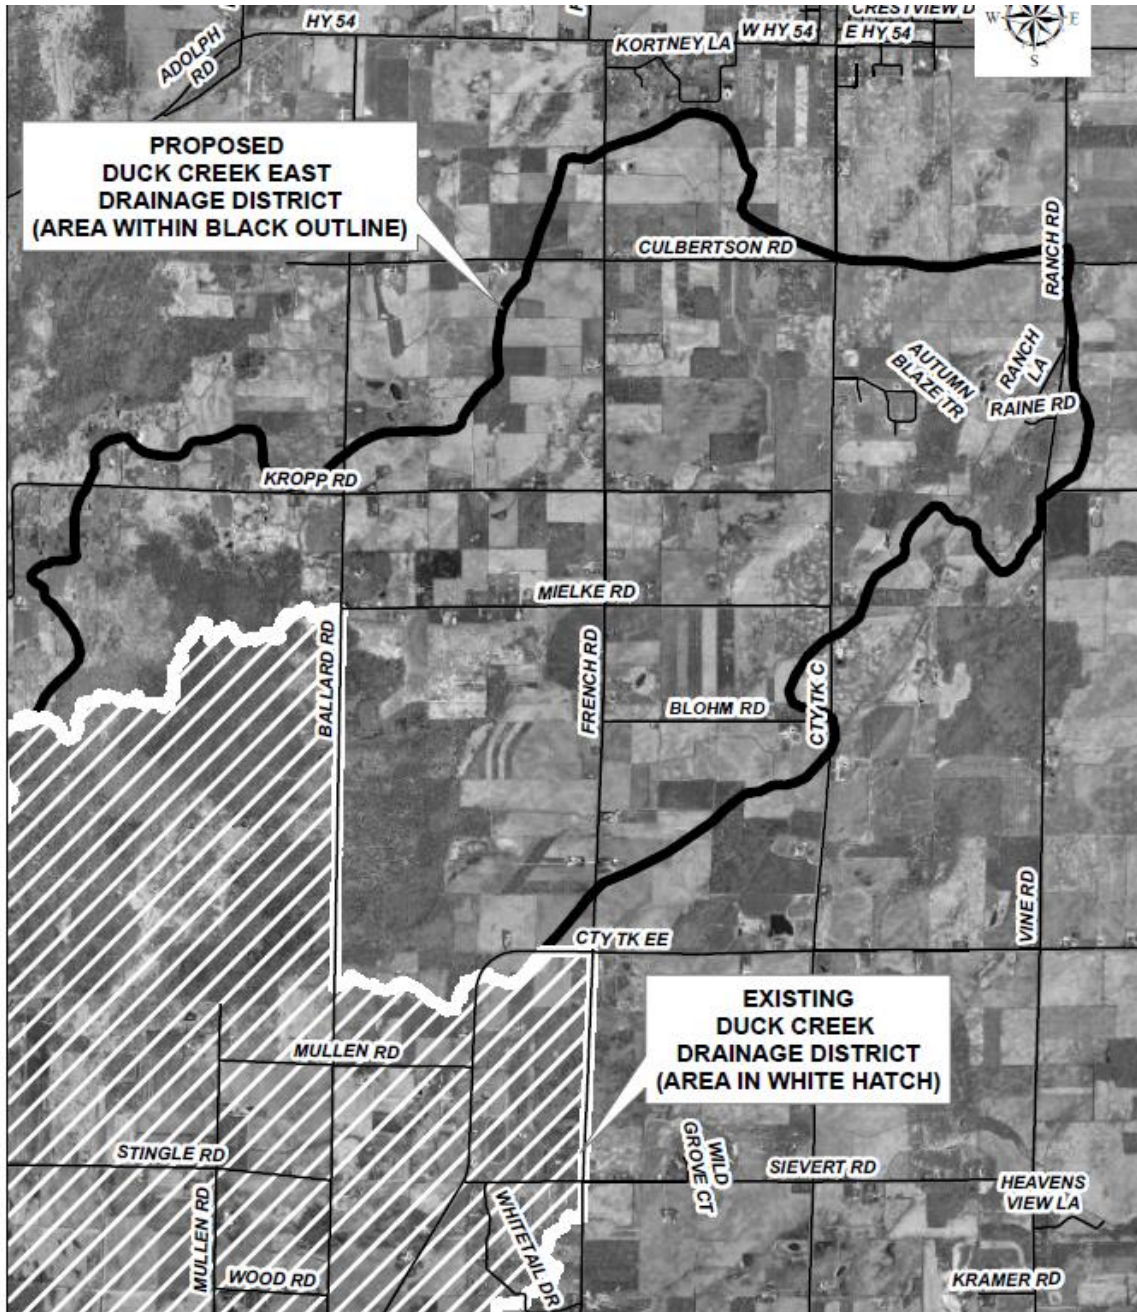 CRESTVIEW D
HY 54
W HY 54
E HY 54
W
E
S
KORTNEY LA
ADOLPH
RD
PROPOSED
DUCK CREEK EAST
DRAINAGE DISTRICT
(AREA WITHIN BLACK OUTLINE)
CULBERTSON RD
RANCH RD
RANCH
LA
AUTUMN
BLAZE TR
RAINE RD
KROPP RD
MIELKE RD
BALLARD RD
FRENCH RD
BLOHM RD
CTY TK C
VINE RD
CTY TK EE
EXISTING
DUCK CREEK
DRAINAGE DISTRICT
(AREA IN WHITE HATCH)
MULLEN RD
STINGLE RD
WILD
GROVE CT
SIEVERT RD
HEAVENS
VIEW LA
MULLEN RD
WHITETAIL DR
WOOD RD
KRAMER RD